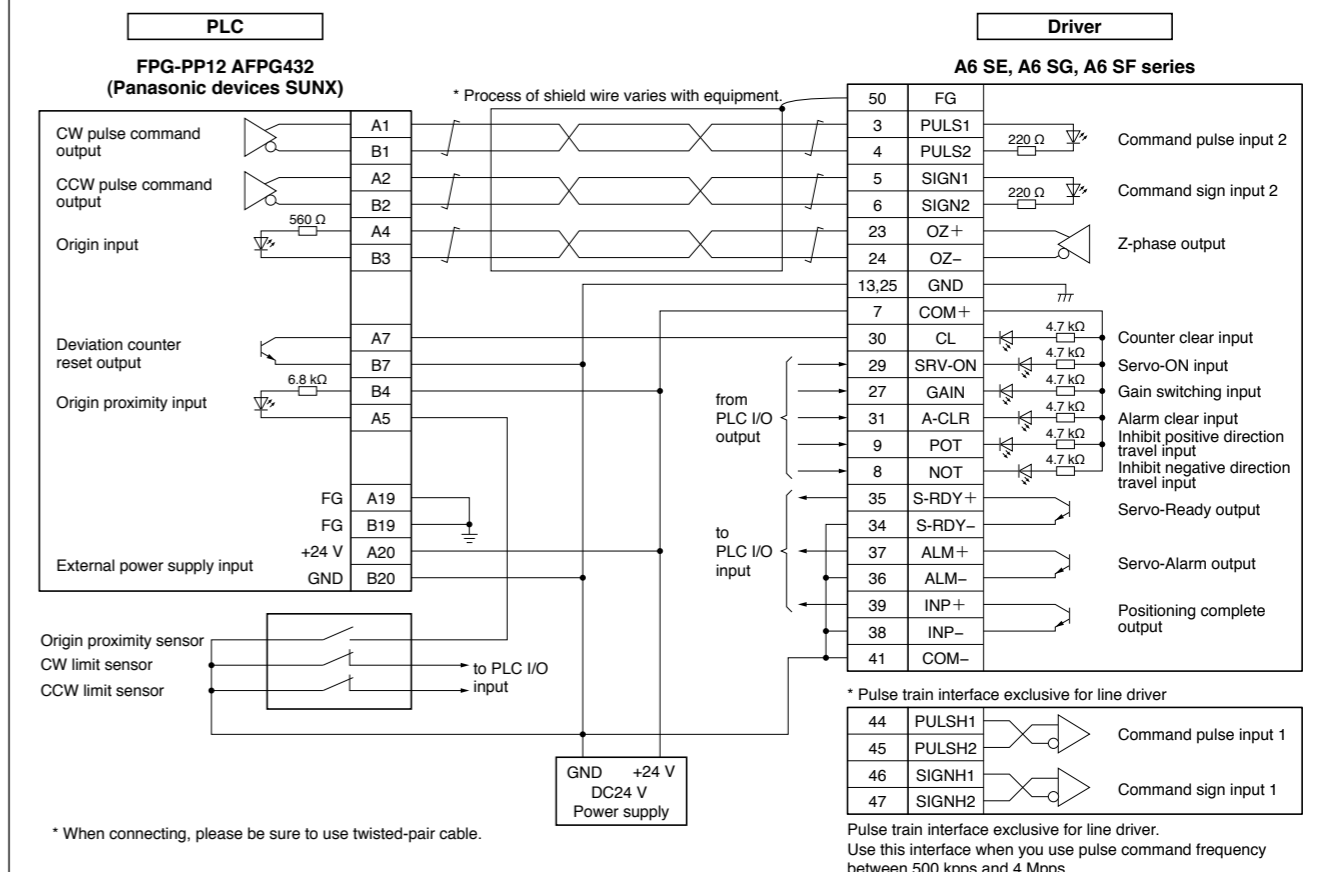 PLC
Driver
FPG-PP12 AFPG432
(Panasonic devices SUNX)
A6 SE, A6 SG, A6 SF series
* Process of shield wire varies with equipment.
CW pulse command
output
A1
B1
CCW pulse command
output
A2
B2
560 Ω
Origin input
A4
B3
Deviation counter
reset output
A7
B7
6.8 kΩ
Origin proximity input
B4
A5
FG A19
FG B19
External power supply input
+24 V A20
GND B20
50 FG
3 PULS1
4 PULS2
220 Ω
Command pulse input 2
5 SIGN1
6 SIGN2
220 Ω
Command sign input 2
23 OZ+
24 OZ−
Z-phase output
13,25 GND
7 COM+
30 CL 4.7 kΩ Counter clear input
29 SRV-ON 4.7 kΩ Servo-ON input
27 GAIN 4.7 kΩ Gain switching input
31 A-CLR 4.7 kΩ Alarm clear input
9 POT 4.7 kΩ Inhibit positive direction
travel input
8 NOT 4.7 kΩ Inhibit negative direction
travel input
from
PLC I/O
output
35 S-RDY+
34 S-RDY−
Servo-Ready output
37 ALM+
36 ALM−
Servo-Alarm output
39 INP+
38 INP−
Positioning complete
output
41 COM−
to
PLC I/O
input
Origin proximity sensor
CW limit sensor
CCW limit sensor
to PLC I/O
input
GND +24 V
DC24 V
Power supply
* When connecting, please be sure to use twisted-pair cable.
* Pulse train interface exclusive for line driver
44 PULSH1
45 PULSH2
Command pulse input 1
46 SIGNH1
47 SIGNH2
Command sign input 1
Pulse train interface exclusive for line driver.
Use this interface when you use pulse command frequency
between 500 kpps and 4 Mpps.